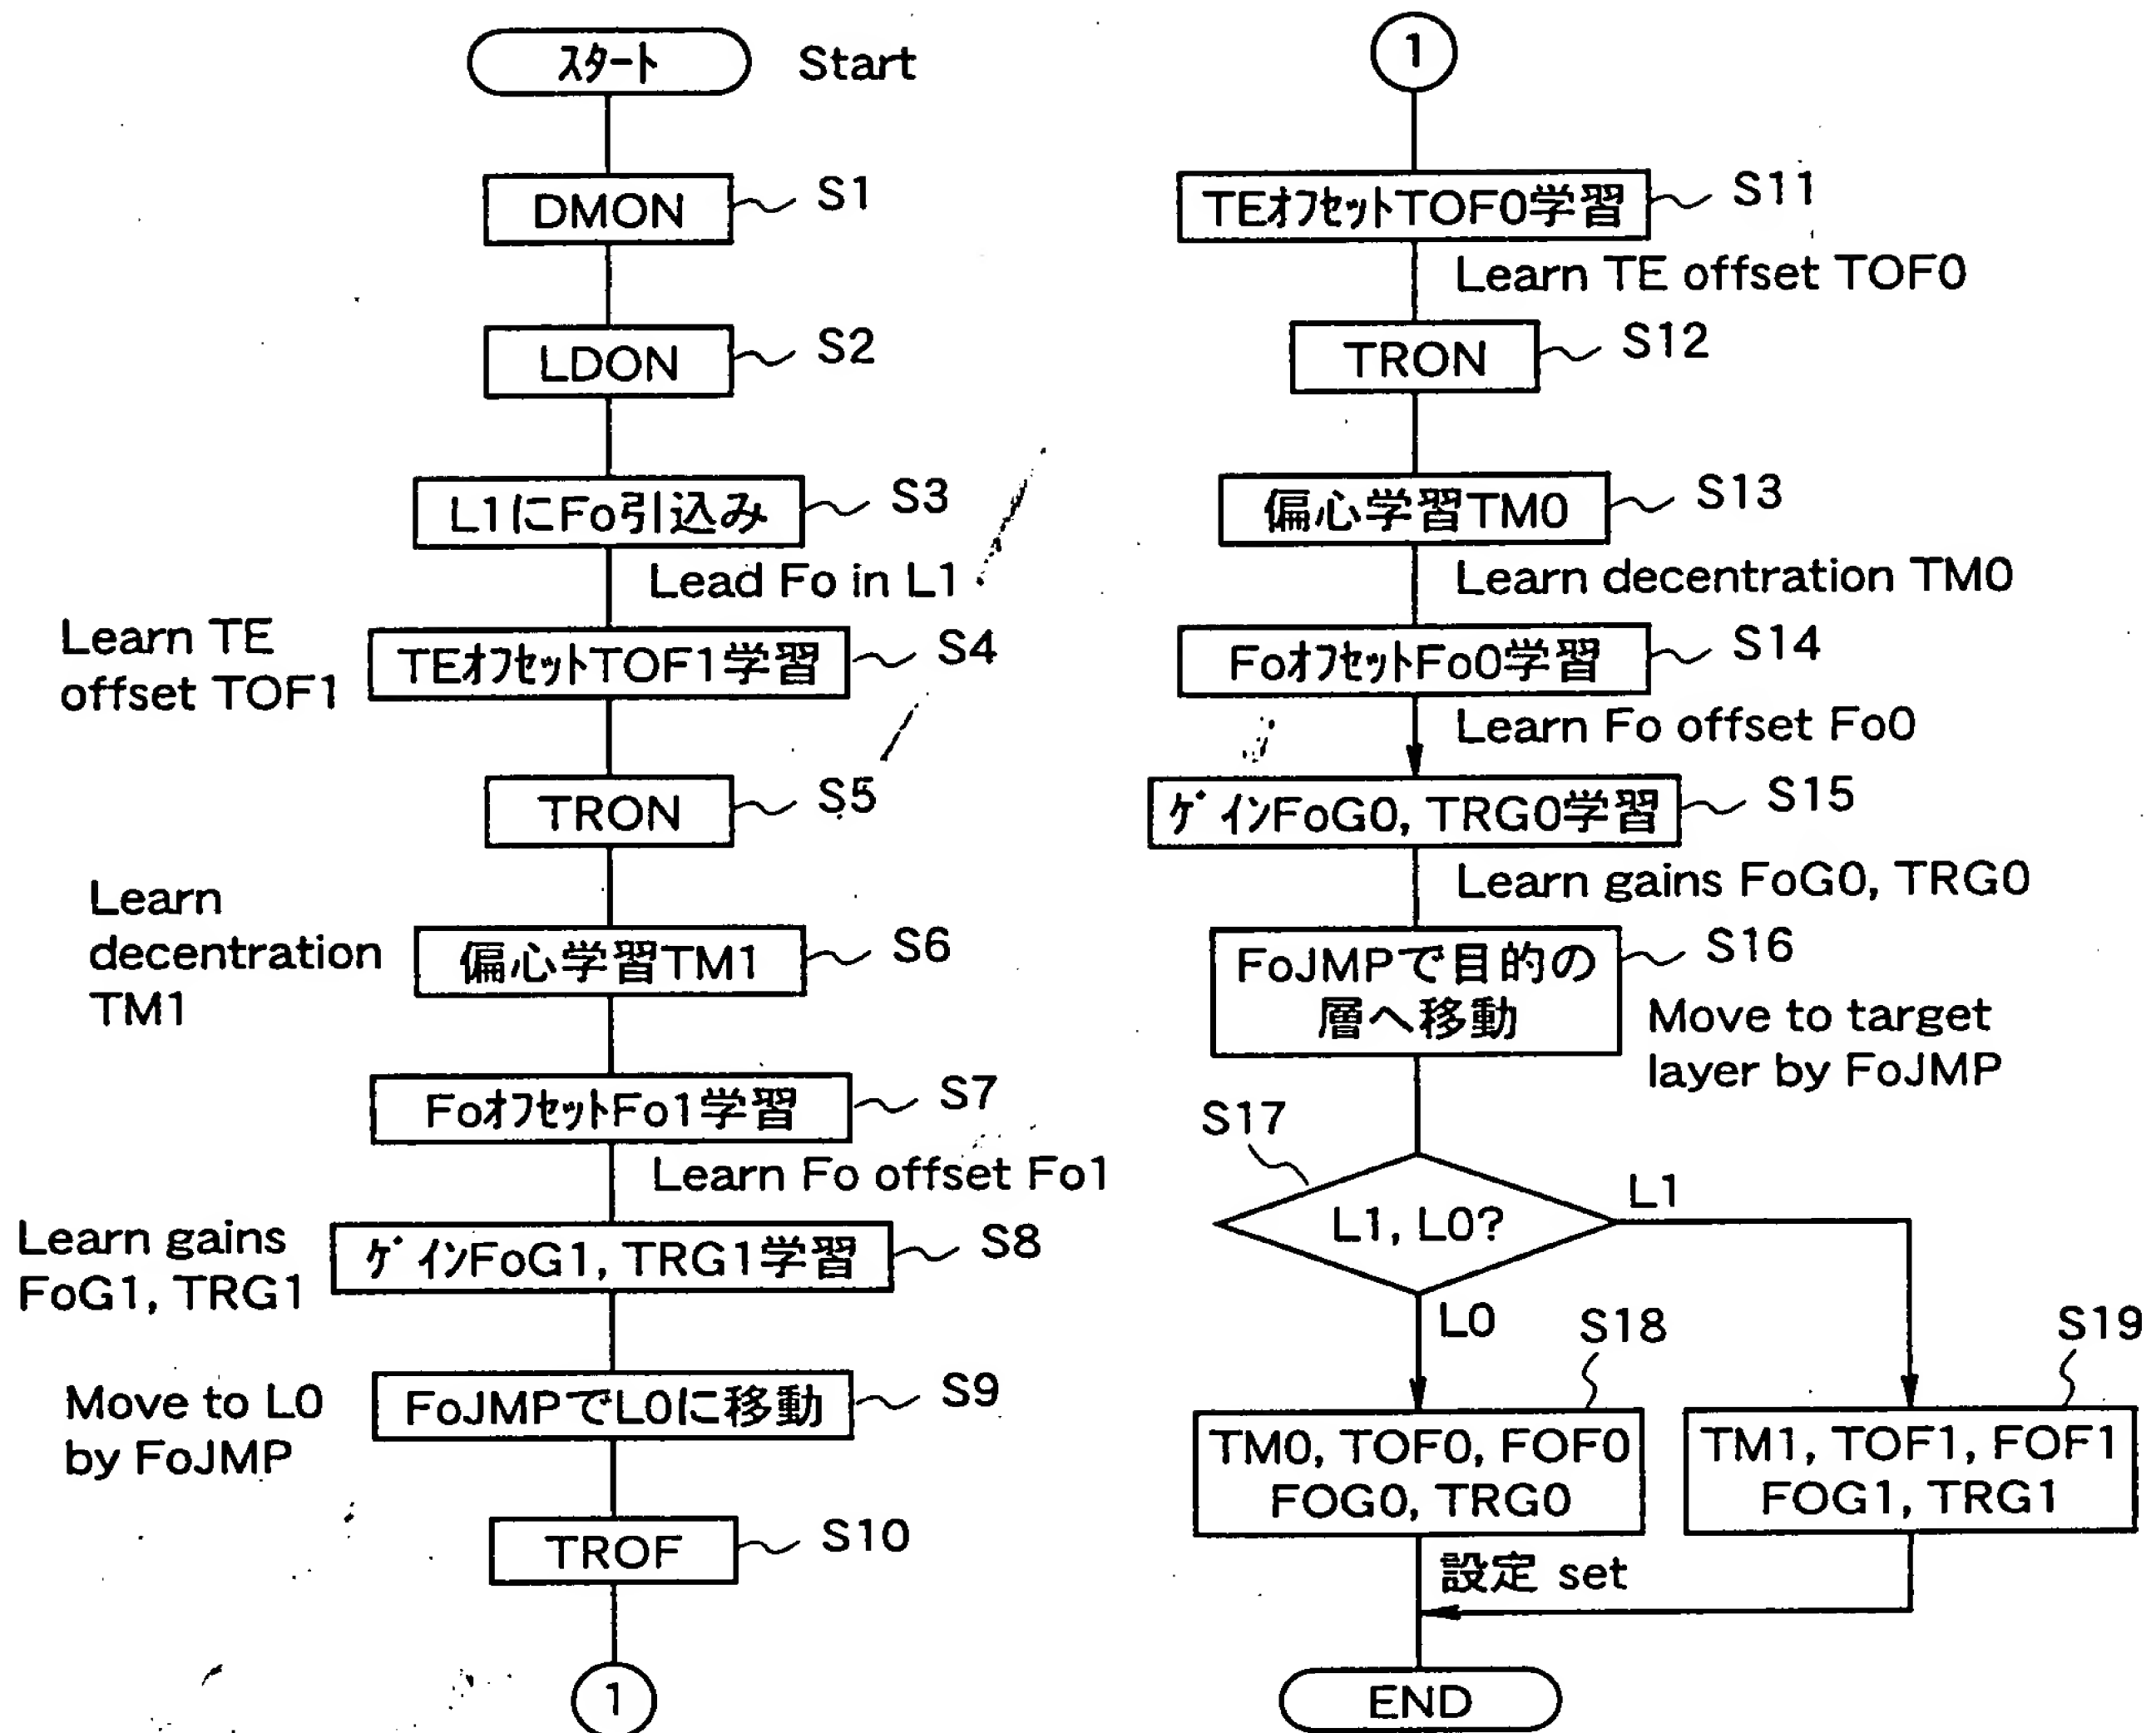 スタート Start
DMON S1
LDON S2
L1にFo引込み S3
Lead Fo in L1
Learn TE
offset TOF1
TEオフセットTOF1学習 S4
TRON S5
Learn
decentration
TM1
偏心学習TM1 S6
FoオフセットFo1学習 S7
Learn Fo offset Fo1
Learn gains
FoG1, TRG1
ゲインFoG1, TRG1学習 S8
Move to L0
by FoJMP
FoJMPでL0に移動 S9
TROF S10
1
1
TEオフセットTOF0学習 S11
Learn TE offset TOF0
TRON S12
偏心学習TM0 S13
Learn decentration TM0
FoオフセットFo0学習 S14
Learn Fo offset Fo0
ゲインFoG0, TRG0学習 S15
Learn gains FoG0, TRG0
FoJMPで目的の
層へ移動
S16
Move to target
layer by FoJMP
S17
L1, L0?
L1
L0
S18
TM0, TOF0, FOF0
FOG0, TRG0
S19
TM1, TOF1, FOF1
FOG1, TRG1
設定 set
END